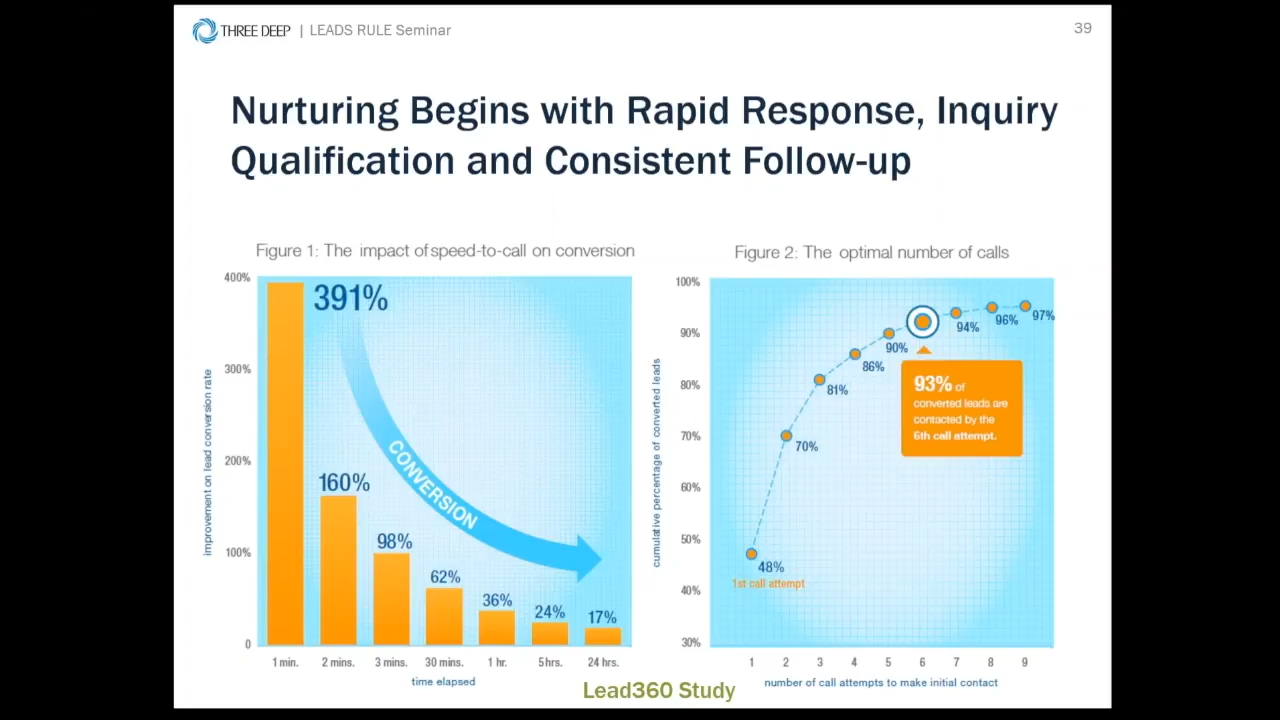 THREE DEEP | LEADS RULE Seminar
39
Nurturing Begins with Rapid Response, Inquiry
Qualification and Consistent Follow-up
Figure 1: The impact of speed-to-call on conversion
improvement on lead conversion rate
400%
300%
200%
100%
0
391%
160%
98%
62%
36%
24%
17%
CONVERSION
1 min.
2 mins.
3 mins.
30 mins.
1 hr.
5hrs.
24 hrs.
time elapsed
Figure 2: The optimal number of calls
cumulative percentage of converted leads
100%
90%
80%
70%
60%
50%
40%
30%
48%
1st call attempt
70%
81%
86%
90%
94%
96%
97%
93% of
converted leads are
contacted by the
6th call attempt.
1
2
3
4
5
6
7
8
9
number of call attempts to make initial contact
Lead360 Study